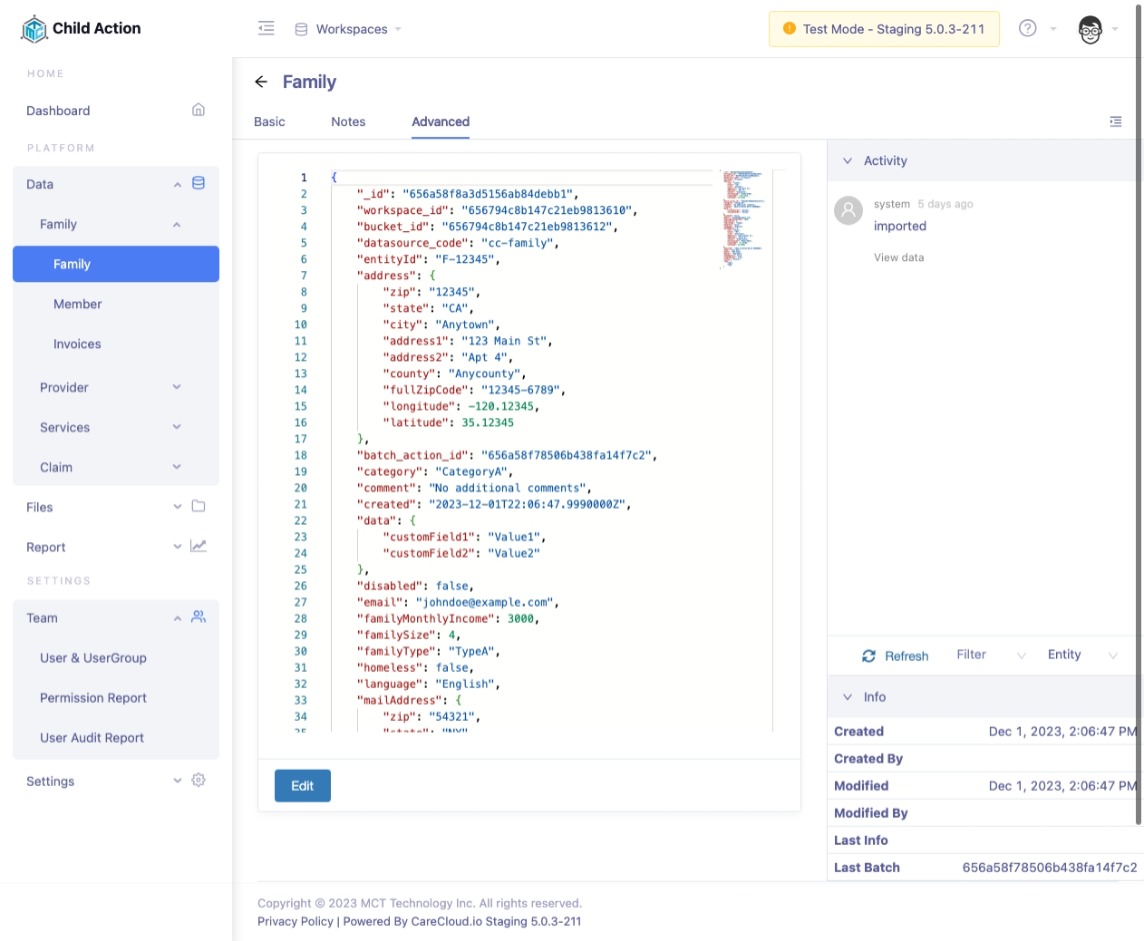 Child Action
Workspaces
Test Mode - Staging 5.0.3-211
HOME
Dashboard
PLATFORM
Data
Family
Family
Member
Invoices
Provider
Services
Claim
Files
Report
SETTINGS
Team
User & UserGroup
Permission Report
User Audit Report
Settings
Family
Basic Notes Advanced
1 {
2 "_id": "656a58f8a3d5156ab84debb1",
3 "workspace_id": "656794c8b147c21eb9813610",
4 "bucket_id": "656794c8b147c21eb9813612",
5 "datasource_code": "cc-family",
6 "entityId": "F-12345",
7 "address": {
8 "zip": "12345",
9 "state": "CA",
10 "city": "Anytown",
11 "address1": "123 Main St",
12 "address2": "Apt 4",
13 "county": "Anycounty",
14 "fullZipCode": "12345-6789",
15 "longitude": -120.12345,
16 "latitude": 35.12345
17 },
18 "batch_action_id": "656a58f78506b438fa14f7c2",
19 "category": "CategoryA",
20 "comment": "No additional comments",
21 "created": "2023-12-01T22:06:47.9990000Z",
22 "data": {
23 "customField1": "Value1",
24 "customField2": "Value2"
25 },
26 "disabled": false,
27 "email": "johndoe@example.com",
28 "familyMonthlyIncome": 3000,
29 "familySize": 4,
30 "familyType": "TypeA",
31 "homeless": false,
32 "language": "English",
33 "mailAddress": {
34 "zip": "54321",
35 "state": "NY"
Edit
Activity
system 5 days ago
imported
View data
Refresh Filter Entity
Info
Created Dec 1, 2023, 2:06:47 PM
Created By
Modified Dec 1, 2023, 2:06:47 PM
Modified By
Last Info
Last Batch 656a58f78506b438fa14f7c2
Copyright © 2023 MCT Technology Inc. All rights reserved.
Privacy Policy | Powered By CareCloud.io Staging 5.0.3-211